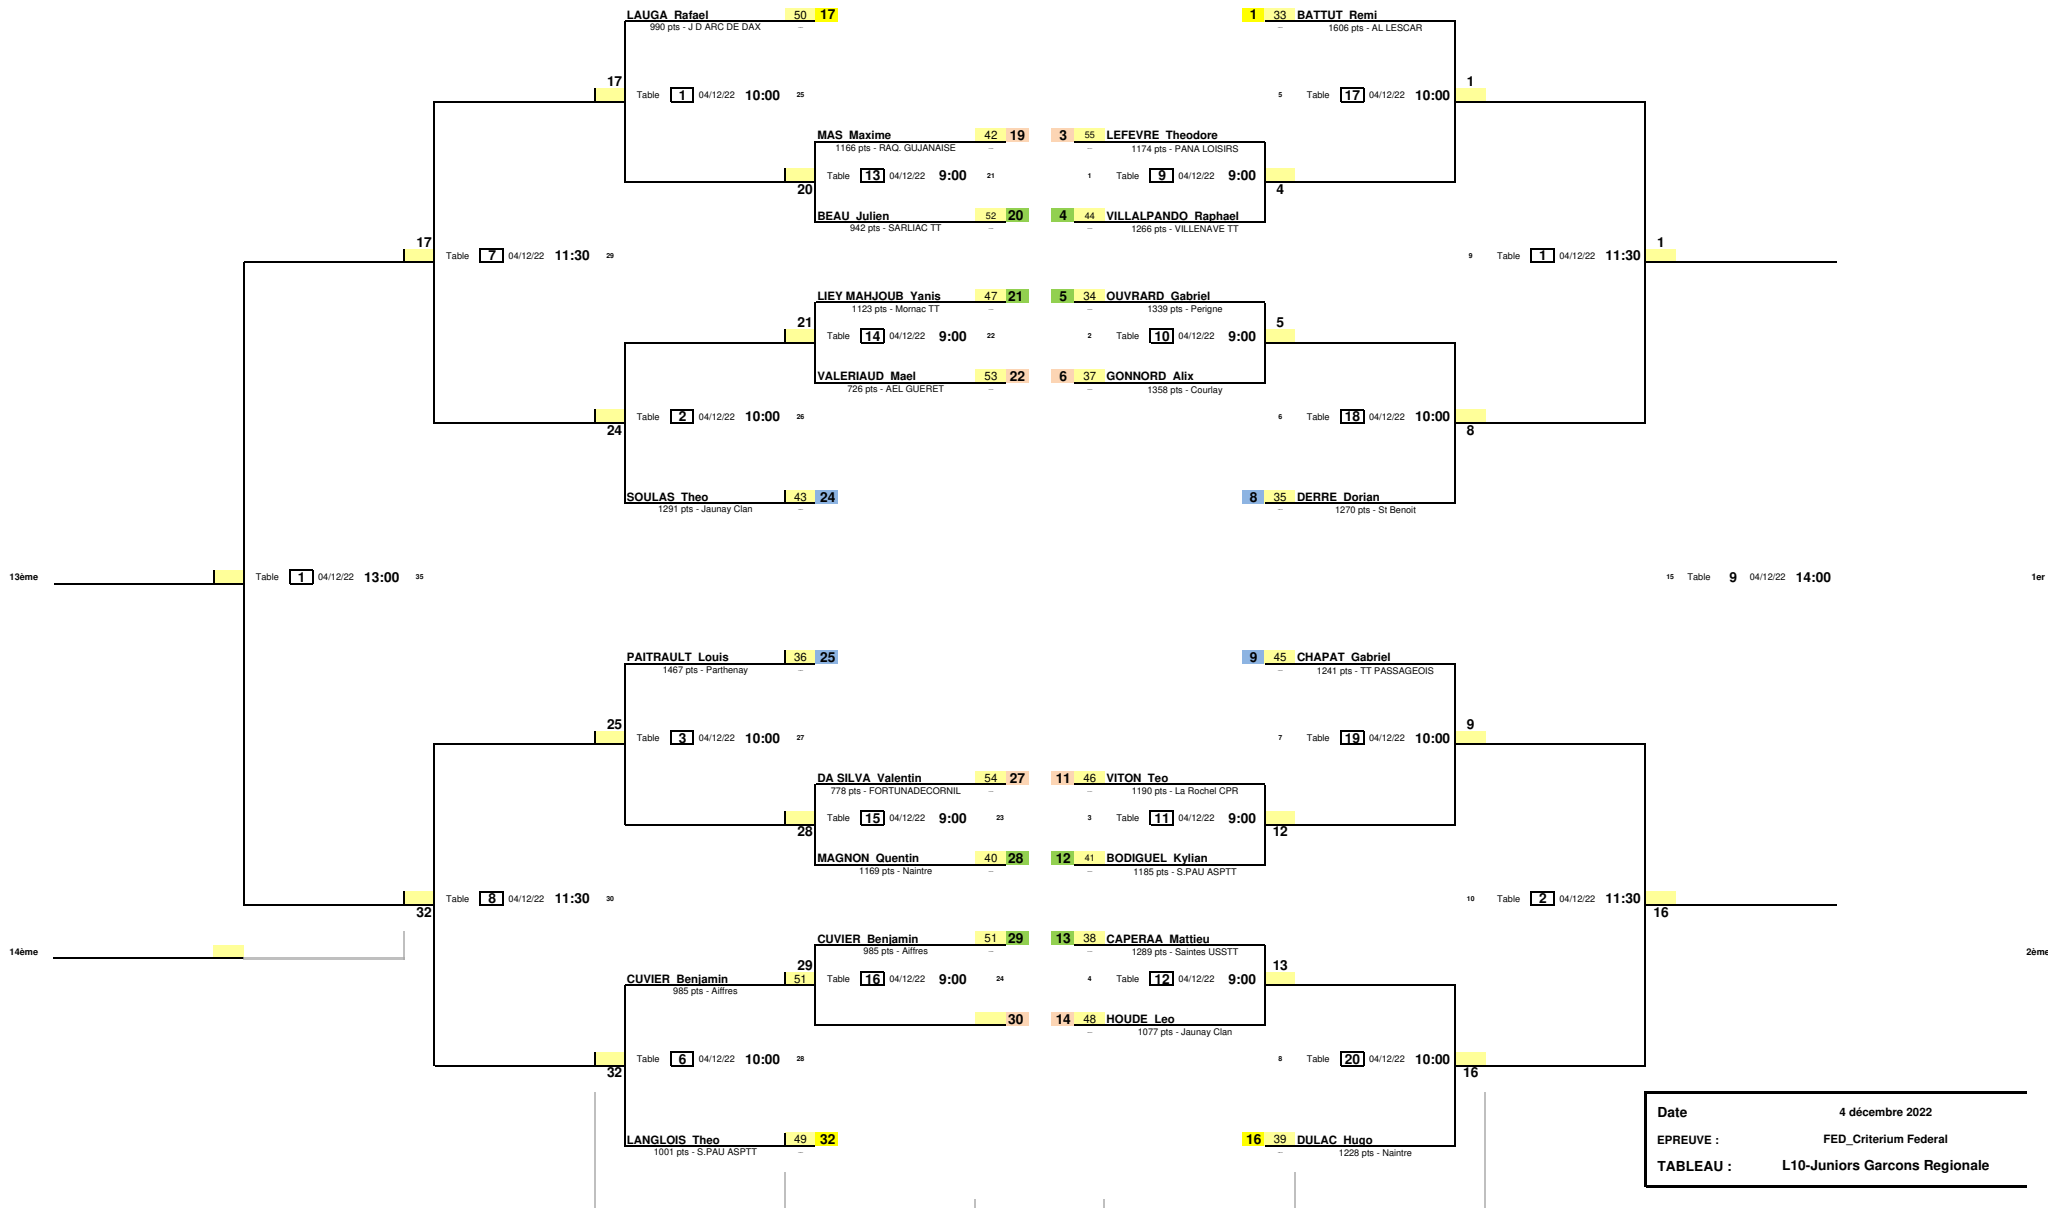 LAUGA Rafael 50 17 1 33 BATTUT Remi
990 pts - J D ARC DE DAX – – 1606 pts - AL LESCAR
17 1
Table 1 04/12/22 10:00 25 5 Table 17 04/12/22 10:00
MAS Maxime 42 19 3 55 LEFEVRE Theodore
1166 pts - RAQ. GUJANAISE – – 1174 pts - PANA LOISIRS
Table 13 04/12/22 9:00 21 1 Table 9 04/12/22 9:00
20 4
BEAU Julien 52 20 4 44 VILLALPANDO Raphael
942 pts - SARLIAC TT – – 1266 pts - VILLENAVE TT
17 1
Table 7 04/12/22 11:30 29 9 Table 1 04/12/22 11:30
LIEY MAHJOUB Yanis 47 21 5 34 OUVRARD Gabriel
1123 pts - Mornac TT – – 1339 pts - Perigne
21 5
Table 14 04/12/22 9:00 22 2 Table 10 04/12/22 9:00
VALERIAUD Mael 53 22 6 37 GONNORD Alix
726 pts - AEL GUERET – – 1358 pts - Courlay
Table 2 04/12/22 10:00 26 6 Table 18 04/12/22 10:00
24 8
SOULAS Theo 43 24 8 35 DERRE Dorian
1291 pts - Jaunay Clan – – 1270 pts - St Benoit
13ème Table 1 04/12/22 13:00 35 15 Table 9 04/12/22 14:00 1er
PAITRAULT Louis 36 25 9 45 CHAPAT Gabriel
1467 pts - Parthenay – – 1241 pts - TT PASSAGEOIS
25 9
Table 3 04/12/22 10:00 27 7 Table 19 04/12/22 10:00
DA SILVA Valentin 54 27 11 46 VITON Teo
778 pts - FORTUNADECORNIL – – 1190 pts - La Rochel CPR
Table 15 04/12/22 9:00 23 3 Table 11 04/12/22 9:00
28 12
MAGNON Quentin 40 28 12 41 BODIGUEL Kylian
1169 pts - Naintre – – 1185 pts - S.PAU ASPTT
Table 8 04/12/22 11:30 30 10 Table 2 04/12/22 11:30
32 16
CUVIER Benjamin 51 29 13 38 CAPERAA Mattieu
14ème 985 pts - Aiffres – – 1289 pts - Saintes USSTT 2ème
29 13
CUVIER Benjamin 51 Table 16 04/12/22 9:00 24 4 Table 12 04/12/22 9:00
985 pts - Aiffres
30 14 48 HOUDE Leo
– 1077 pts - Jaunay Clan
Table 6 04/12/22 10:00 28 8 Table 20 04/12/22 10:00
32 16
Date 4 décembre 2022
LANGLOIS Theo 49 32 16 39 DULAC Hugo
1001 pts - S.PAU ASPTT – – 1228 pts - Naintre
EPREUVE : FED_Criterium Federal
TABLEAU : L10-Juniors Garcons Regionale